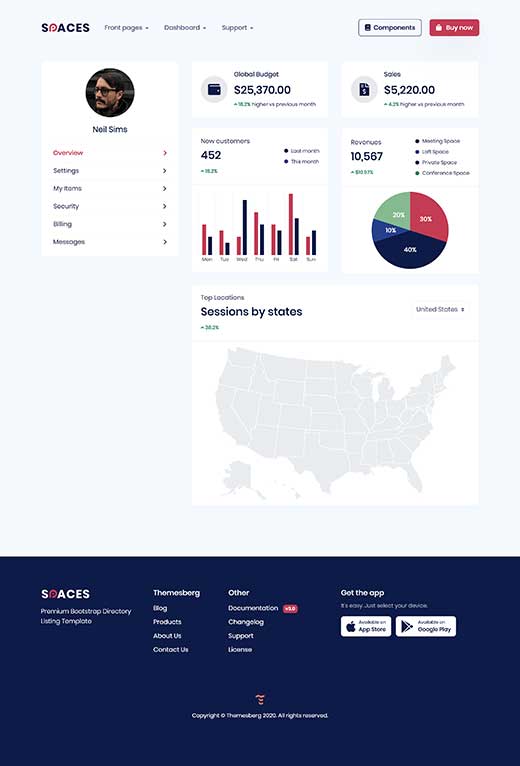 SPACES
Front pages
Dashboard
Support
Components
Buy now
Neil Sims
Overview
Settings
My Items
Security
Billing
Messages
Global Budget
$25,370.00
18.2% higher vs previous month
Sales
$5,220.00
4.2% higher vs previous month
New customers
452
18.2%
Last month
This month
Mon Tue Wed Thu Fri Sat Sun
Revenues
10,567
Meeting Space
Loft Space
Private Space
Conference Space
20%
30%
10%
40%
Top Locations
Sessions by states
United States
SPACES
Premium Bootstrap Directory
Listing Template
Themesberg
Blog
Products
About Us
Contact Us
Other
Documentation v3.0
Changelog
Support
License
Get the app
It's easy. Just select your device.
Available on
App Store
Available on
Google Play
Copyright © Themesberg 2020. All rights reserved.